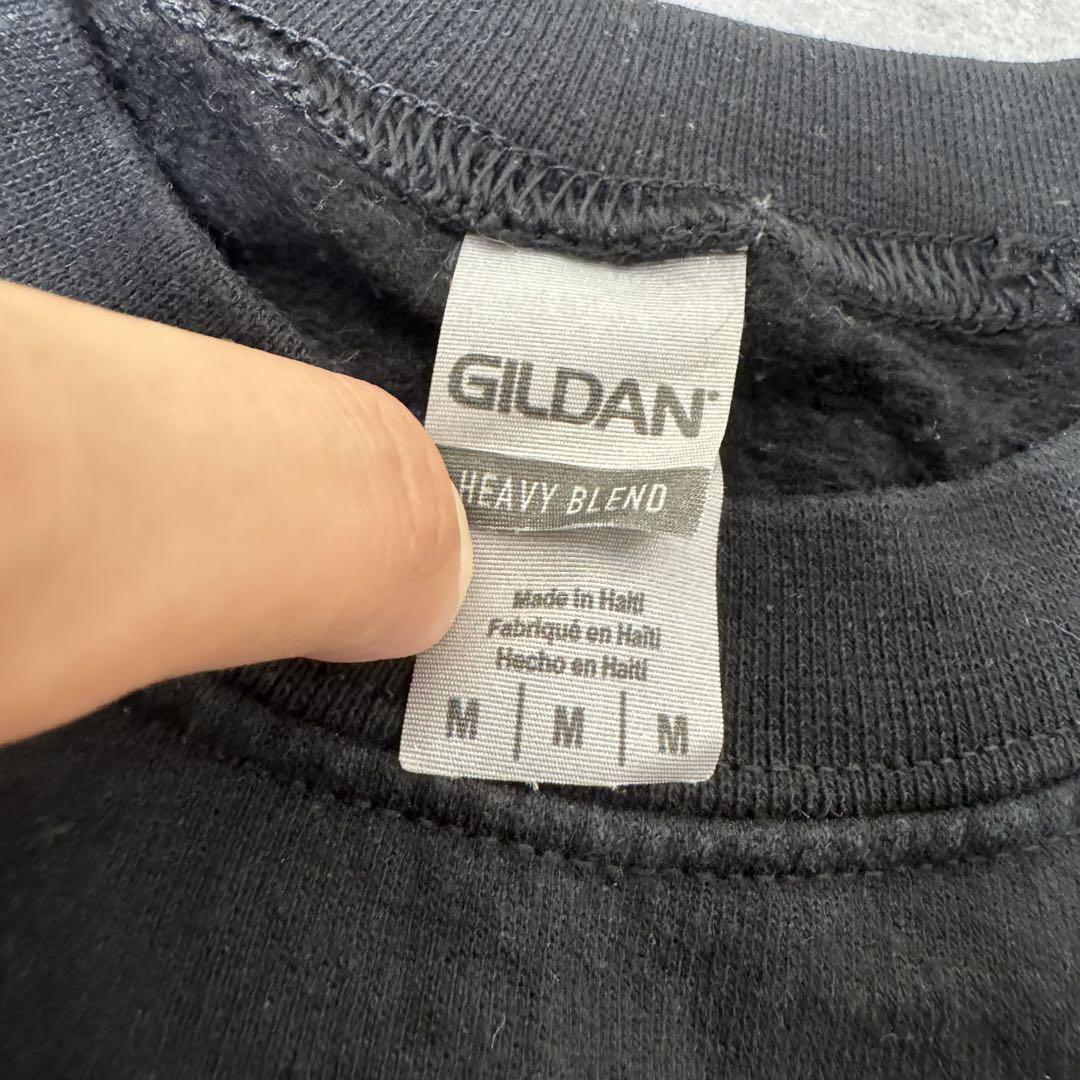 GILDAN
HEAVY BLEND
Made in Haiti
Fabriqué en Haïti
Hecho en Haití
M | M | M